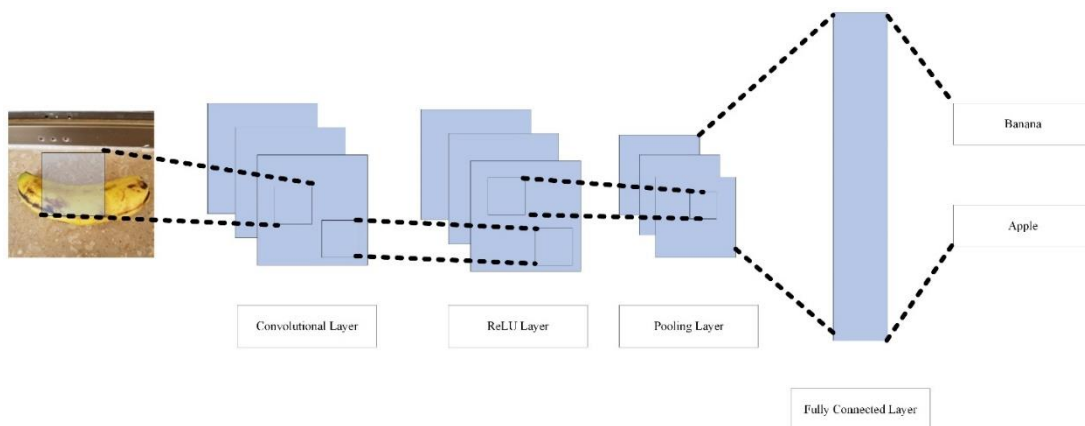 Banana
Apple
Convolutional Layer
ReLU Layer
Pooling Layer
Fully Connected Layer